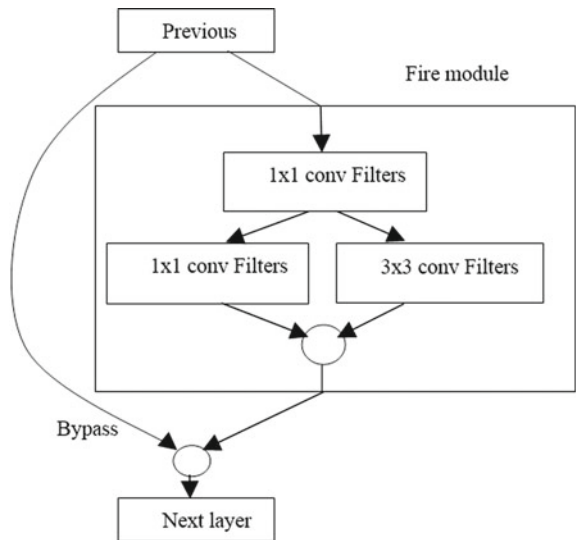 Previous
Fire module
1x1 conv Filters
1x1 conv Filters
3x3 conv Filters
Bypass
Next layer